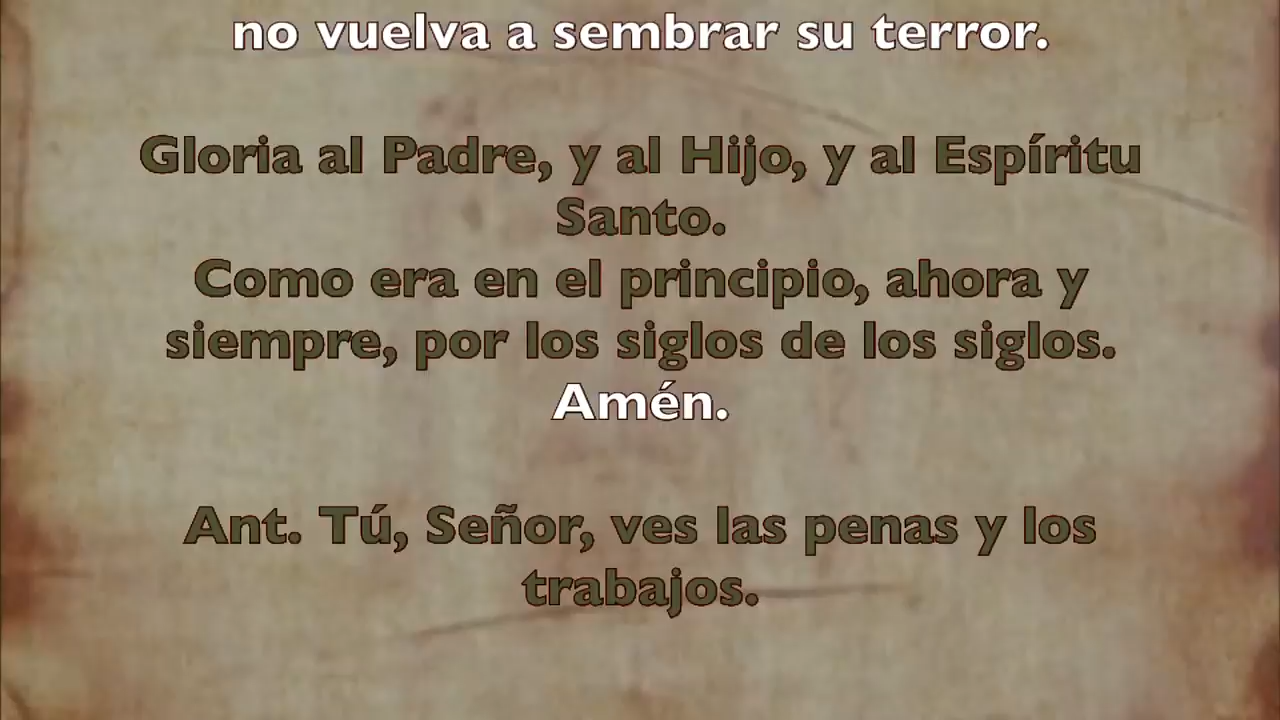 no vuelva a sembrar su terror.
Gloria al Padre, y al Hijo, y al Espíritu
Santo.
Como era en el principio, ahora y
siempre, por los siglos de los siglos.
Amén.
Ant. Tú, Señor, ves las penas y los
trabajos.